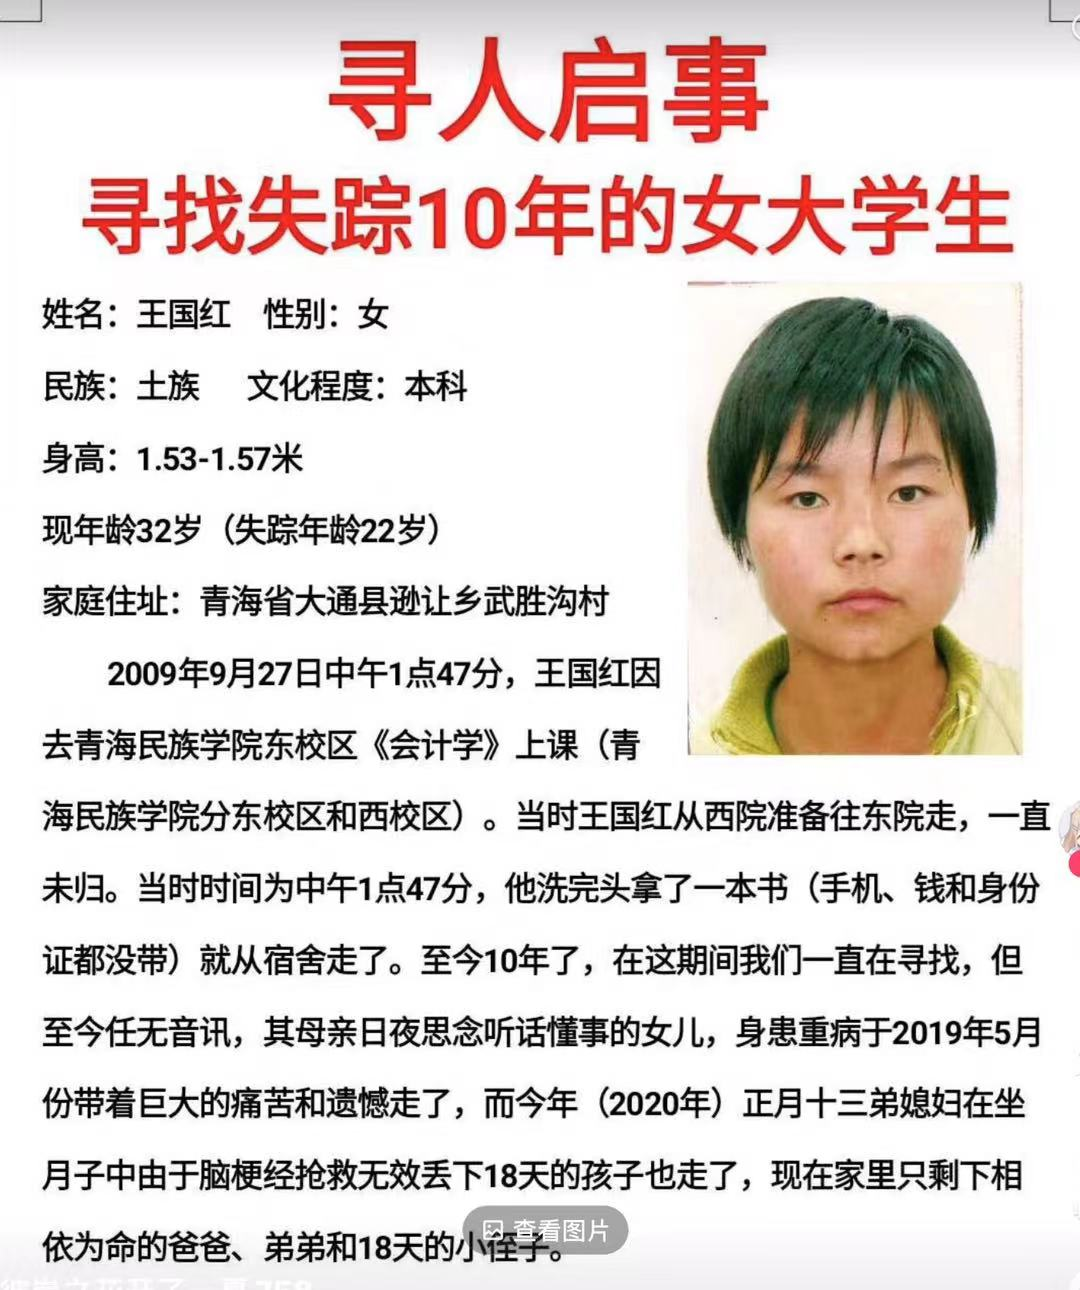 寻人启事
寻找失踪10年的女大学生
姓名：王国红 性别：女
民族：土族 文化程度：本科
身高：1.53-1.57米
现年龄32岁（失踪年龄22岁）
家庭住址：青海省大通县逊让乡武胜沟村
2009年9月27日中午1点47分，王国红因
去青海民族学院东校区《会计学》上课（青
海民族学院分东校区和西校区）。当时王国红从西院准备往东院走，一直
未归。当时时间为中午1点47分，他洗完头拿了一本书（手机、钱和身份
证都没带）就从宿舍走了。至今10年了，在这期间我们一直在寻找，但
至今任无音讯，其母亲日夜思念听话懂事的女儿，身患重病于2019年5月
份带着巨大的痛苦和遗憾走了，而今年（2020年）正月十三弟媳妇在坐
月子中由于脑梗经抢救无效丢下18天的孩子也走了，现在家里只剩下相
依为命的爸爸、弟弟和18天的小侄子。
查看图片